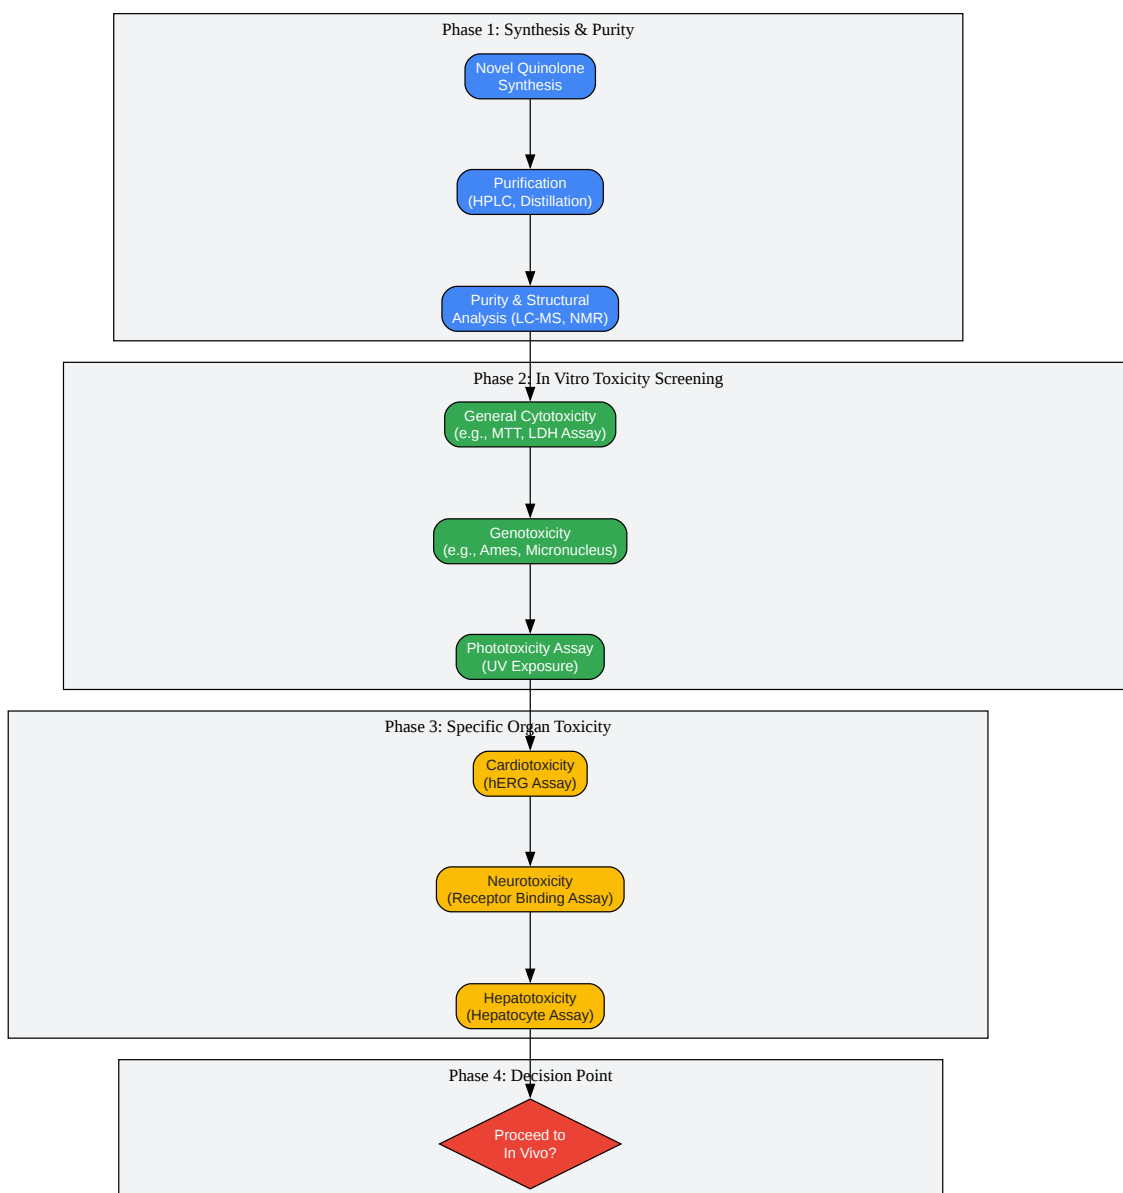 Phase 1: Synthesis & Purity
Novel Quinolone
Synthesis
Purification
(HPLC, Distillation)
Purity & Structural
Analysis (LC-MS, NMR)
Phase 2: In Vitro Toxicity Screening
General Cytotoxicity
(e.g., MTT, LDH Assay)
Genotoxicity
(e.g., Ames, Micronucleus)
Phototoxicity Assay
(UV Exposure)
Phase 3: Specific Organ Toxicity
Cardiotoxicity
(hERG Assay)
Neurotoxicity
(Receptor Binding Assay)
Hepatotoxicity
(Hepatocyte Assay)
Phase 4: Decision Point
Proceed to
In Vivo?